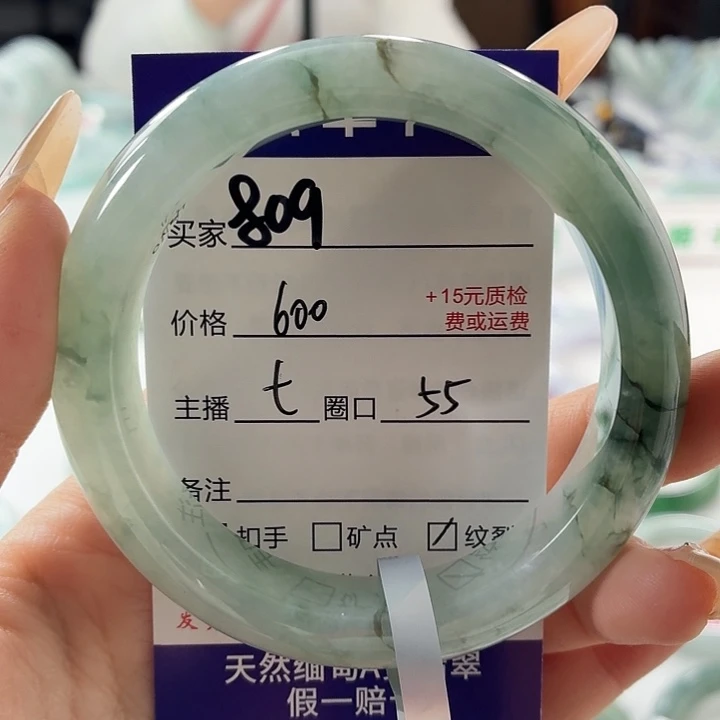 买家 809
价格 600 +15元质检
费或运费
主播 七 圈口 55
备注
扣手 □矿点 ☑纹裂
天然缅甸A 翠
假一赔